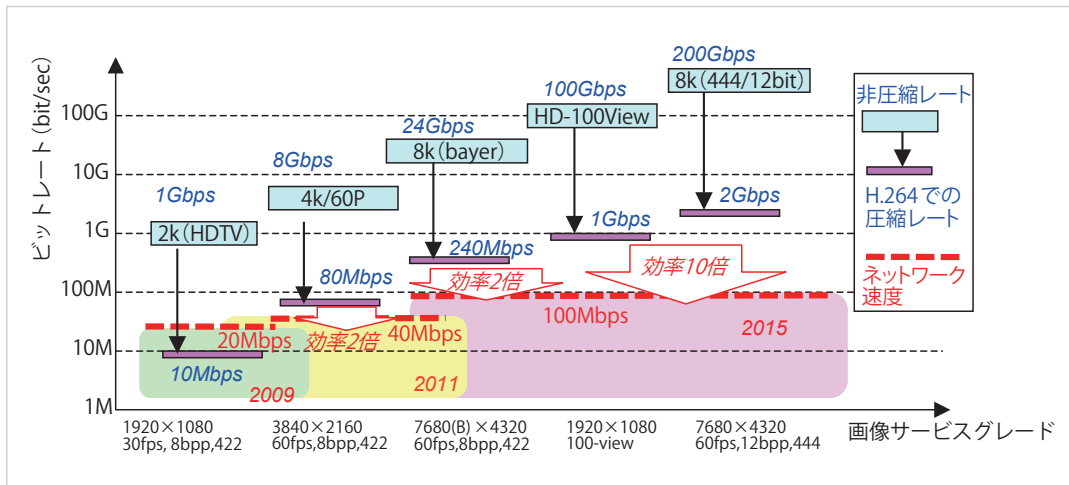 ビットレート(bit/sec)
100G
10G
1G
100M
10M
1M
1Gbps
2k(HDTV)
10Mbps
8Gbps
4k/60P
80Mbps
24Gbps
8k(bayer)
240Mbps
100Gbps
HD-100View
1Gbps
200Gbps
8k(444/12bit)
2Gbps
効率2倍
効率10倍
効率2倍
20Mbps
40Mbps
100Mbps
2009
2011
2015
1920×1080
30fps, 8bpp,422
3840×2160
60fps,8bpp,422
7680(B)×4320
60fps,8bpp,422
1920×1080
100-view
7680×4320
60fps,12bpp,444
画像サービスグレード
非圧縮レート
H.264での
圧縮レート
ネットワーク
速度